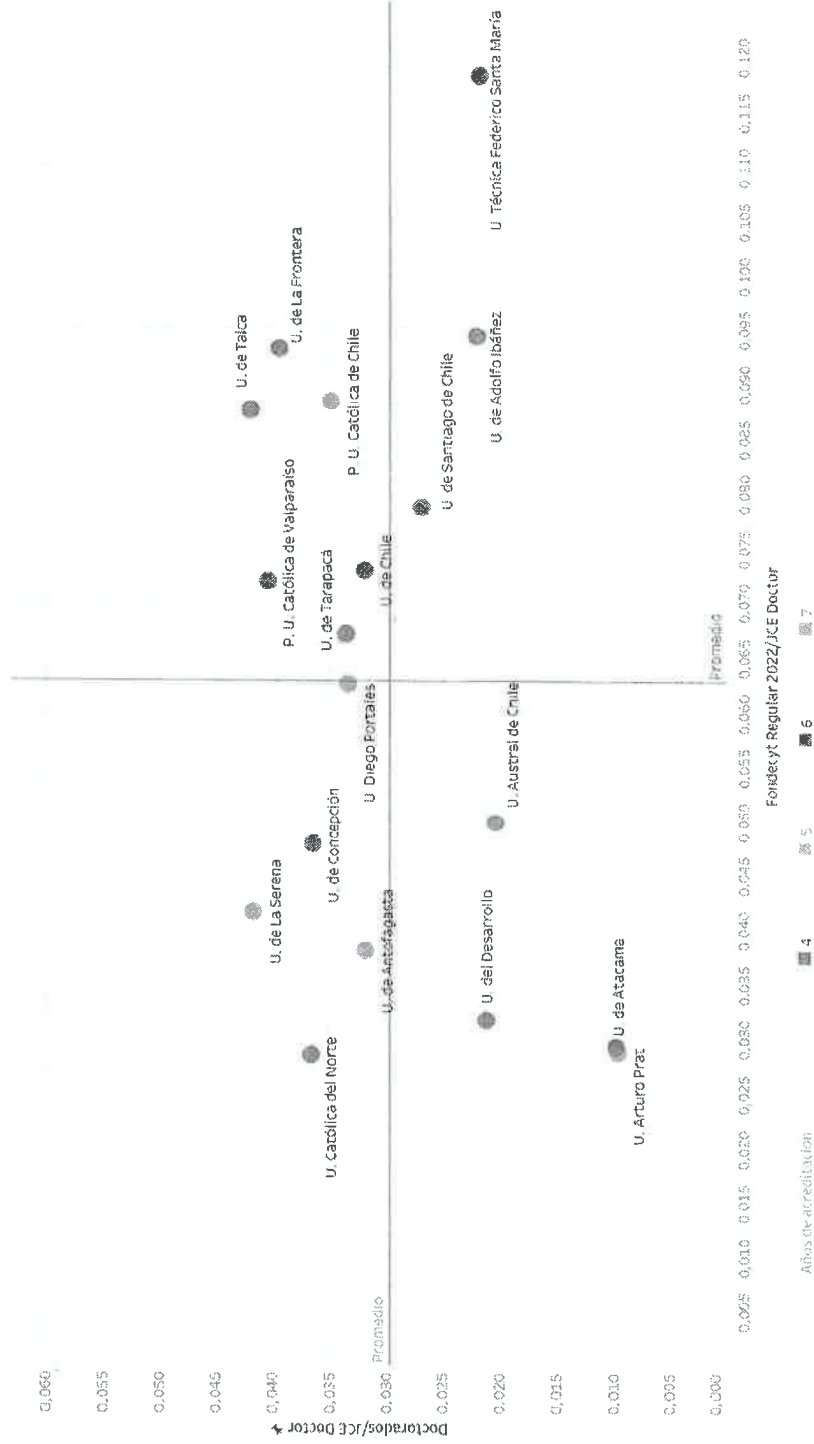 0,060
0,055
0,050
0,045
0,040
0,035
0,030
0,025
0,020
0,010
0,005
0,000
Doctorados/JCE Doctor
Promedio
U. de Talca
U. de La Frontera
P. U. Católica de Valparaíso
P. U. Católica de Chile
U. de La Serena
U. de Tarapacá
U. de Concepción
U. Católica del Norte
U. Diego Portales
U. de Chile
U. de Antofagasta
U. de Santiago de Chile
U. de Adolfo Ibáñez
U. Técnica Federico Santa María
U. del Desarrollo
U. Austral de Chile
U. de Atacama
U. Arturo Prat
Promedio
0,005 0,010 0,015 0,020 0,025 0,030 0,035 0,040 0,045 0,050 0,055 0,060 0,065 0,070 0,075 0,080 0,085 0,090 0,095 0,100 0,105 0,110 0,115 0,120
Fondecyt Regular 2022/JCE Doctor
Años de acreditación
4 5 6 7